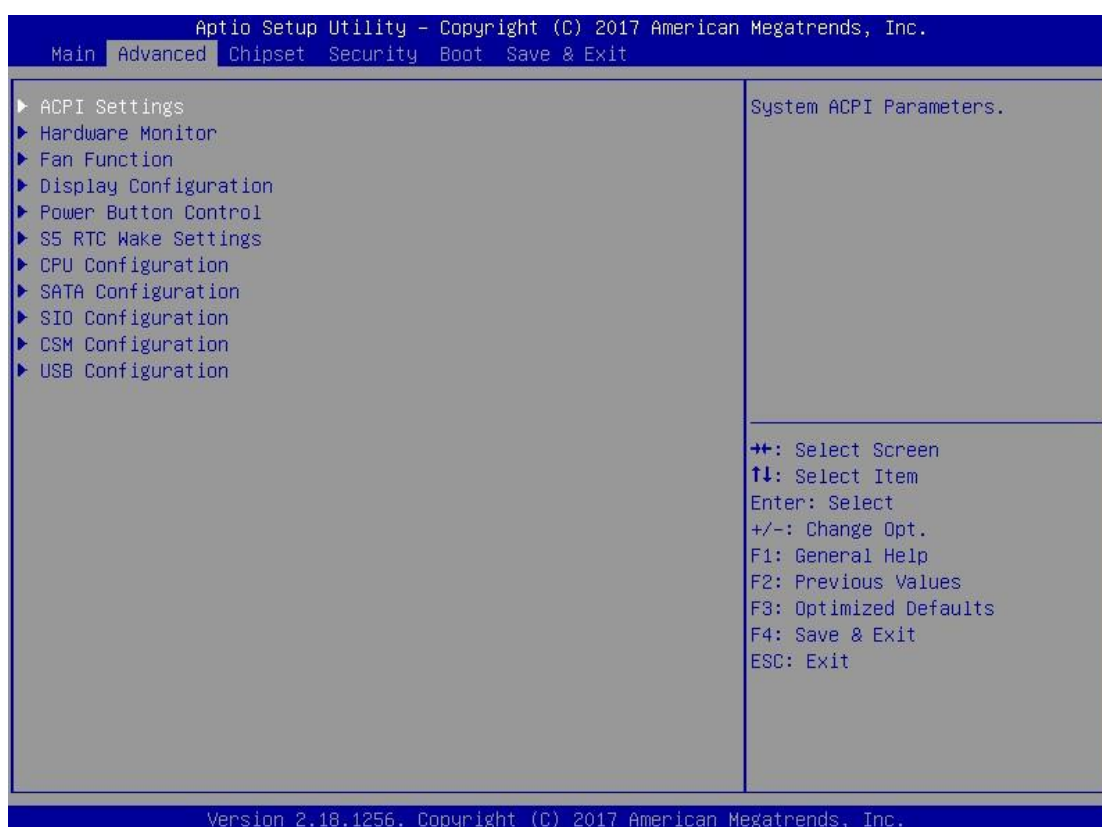 Aptio Setup Utility – Copyright (C) 2017 American Megatrends, Inc.
Main Advanced Chipset Security Boot Save & Exit
▶ ACPI Settings
▶ Hardware Monitor
▶ Fan Function
▶ Display Configuration
▶ Power Button Control
▶ S5 RTC Wake Settings
▶ CPU Configuration
▶ SATA Configuration
▶ SIO Configuration
▶ CSM Configuration
▶ USB Configuration
System ACPI Parameters.
→←: Select Screen
↑↓: Select Item
Enter: Select
+/-: Change Opt.
F1: General Help
F2: Previous Values
F3: Optimized Defaults
F4: Save & Exit
ESC: Exit
Version 2.18.1256. Copyright (C) 2017 American Megatrends, Inc.